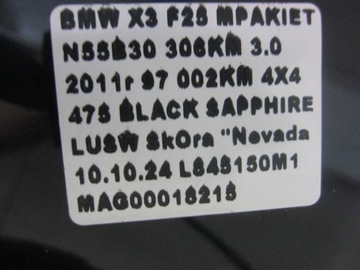 BMW X3 F25 MPAKIET
N55B30 306KM 3.0
2011r 97 002KM 4X4
475 BLACK SAPPHIRE
LUSW SkOra "Nevada
10.10.24 L845150M1
MAG00018215